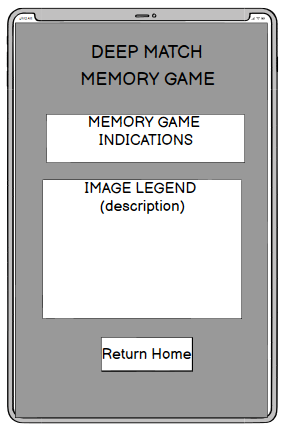 DEEP MATCH
MEMORY GAME
MEMORY GAME
INDICATIONS
IMAGE LEGEND
(description)
Return Home